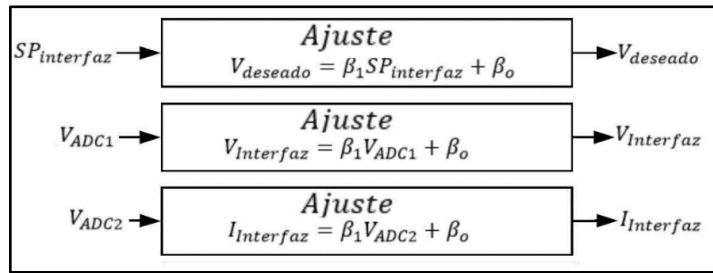 Ajuste
SP_interfaz V_deseado = β_1 SP_interfaz + β_o V_deseado
Ajuste
V_ADC1 V_Interfaz = β_1 V_ADC1 + β_o V_Interfaz
Ajuste
V_ADC2 I_Interfaz = β_1 V_ADC2 + β_o I_Interfaz